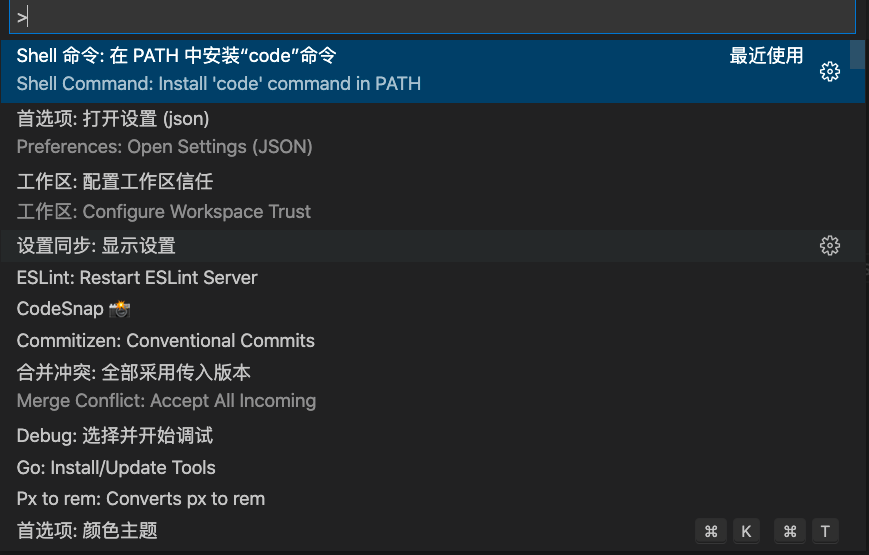 >
Shell 命令: 在 PATH 中安装“code”命令 最近使用
Shell Command: Install 'code' command in PATH
首选项: 打开设置 (json)
Preferences: Open Settings (JSON)
工作区: 配置工作区信任
工作区: Configure Workspace Trust
设置同步: 显示设置
ESLint: Restart ESLint Server
CodeSnap 📸
Commitizen: Conventional Commits
合并冲突: 全部采用传入版本
Merge Conflict: Accept All Incoming
Debug: 选择并开始调试
Go: Install/Update Tools
Px to rem: Converts px to rem
首选项: 颜色主题 ⌘ K ⌘ T